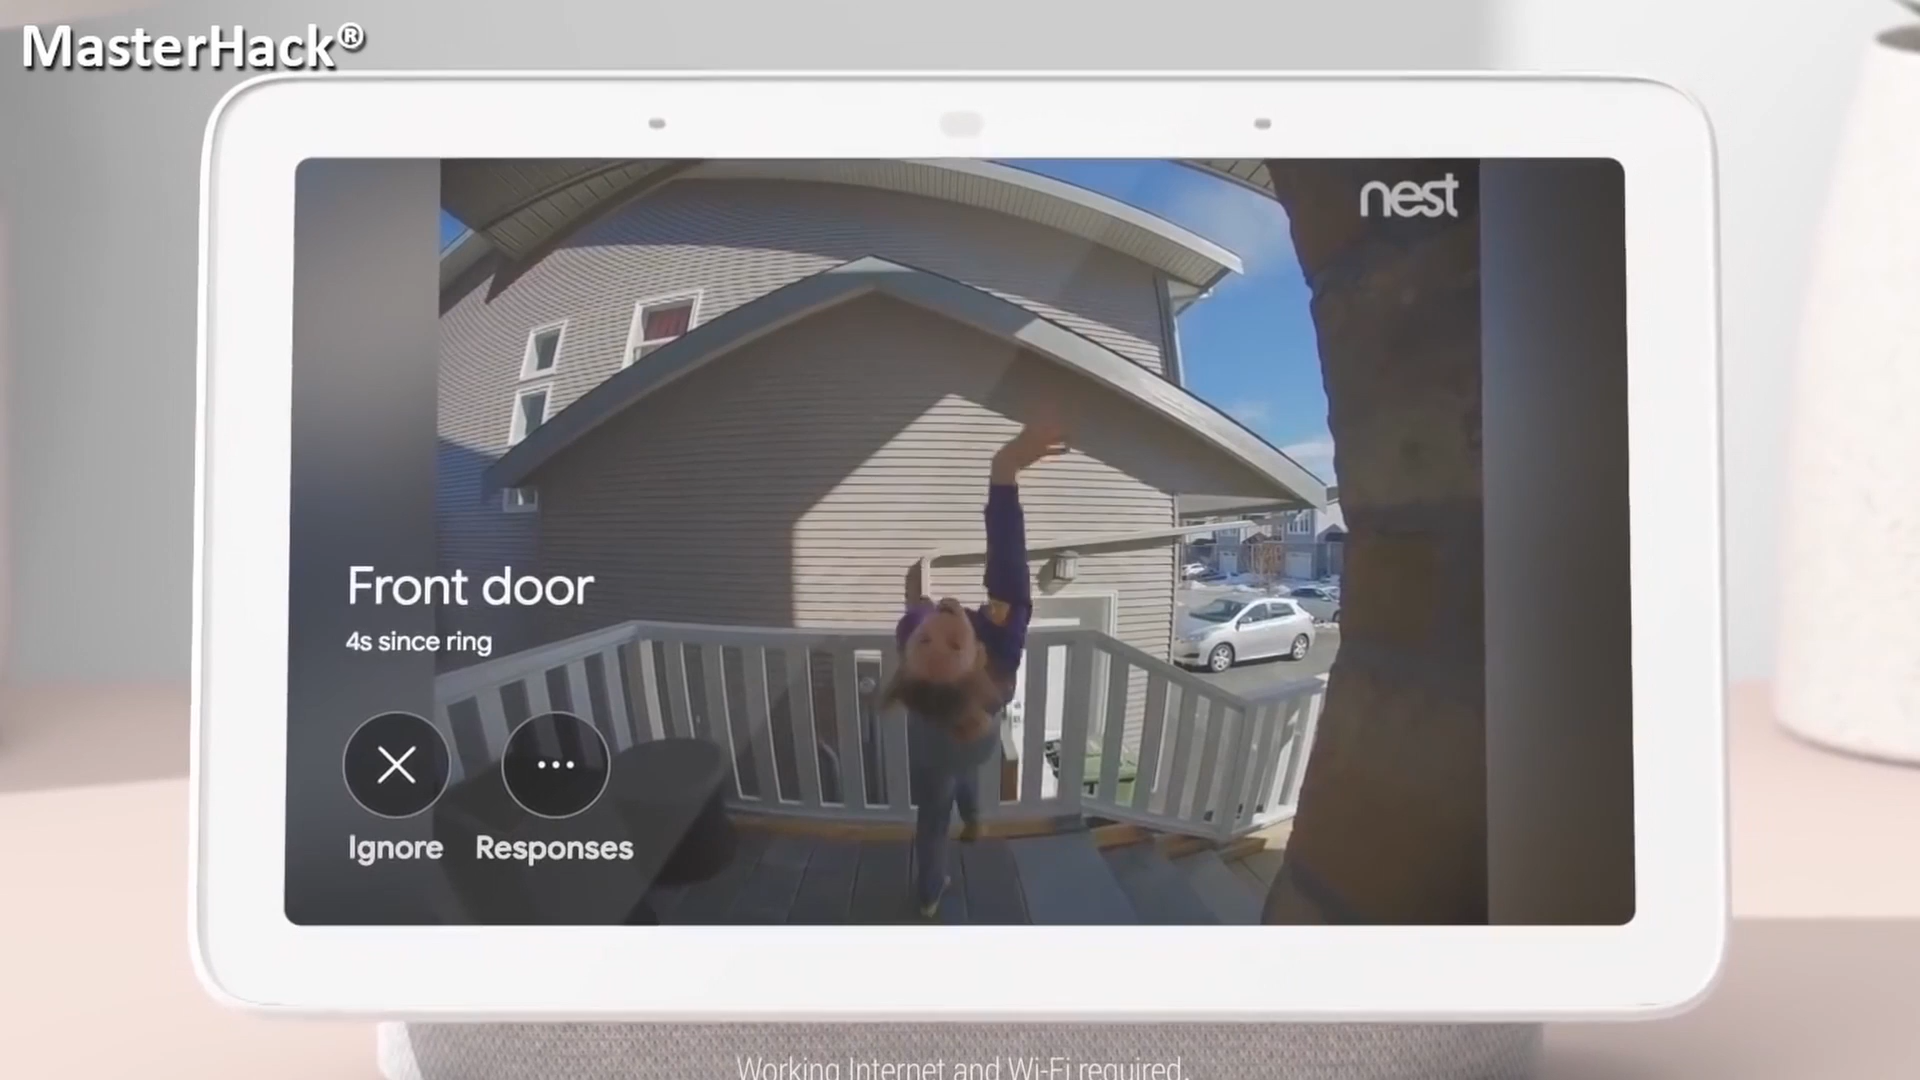 MasterHack®
nest
Front door
4s since ring
Ignore
Responses
Working Internet and Wi-Fi required.